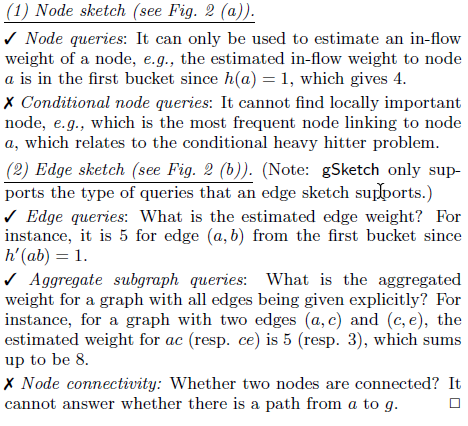 (1) Node sketch (see Fig. 2 (a)).
✓ Node queries: It can only be used to estimate an in-flow
weight of a node, e.g., the estimated in-flow weight to node
a is in the first bucket since h(a) = 1, which gives 4.
✗ Conditional node queries: It cannot find locally important
node, e.g., which is the most frequent node linking to node
a, which relates to the conditional heavy hitter problem.
(2) Edge sketch (see Fig. 2 (b)). (Note: gSketch only sup-
ports the type of queries that an edge sketch supports.)
✓ Edge queries: What is the estimated edge weight? For
instance, it is 5 for edge (a, b) from the first bucket since
h′(ab) = 1.
✓ Aggregate subgraph queries: What is the aggregated
weight for a graph with all edges being given explicitly? For
instance, for a graph with two edges (a, c) and (c, e), the
estimated weight for ac (resp. ce) is 5 (resp. 3), which sums
up to be 8.
✗ Node connectivity: Whether two nodes are connected? It
cannot answer whether there is a path from a to g. □